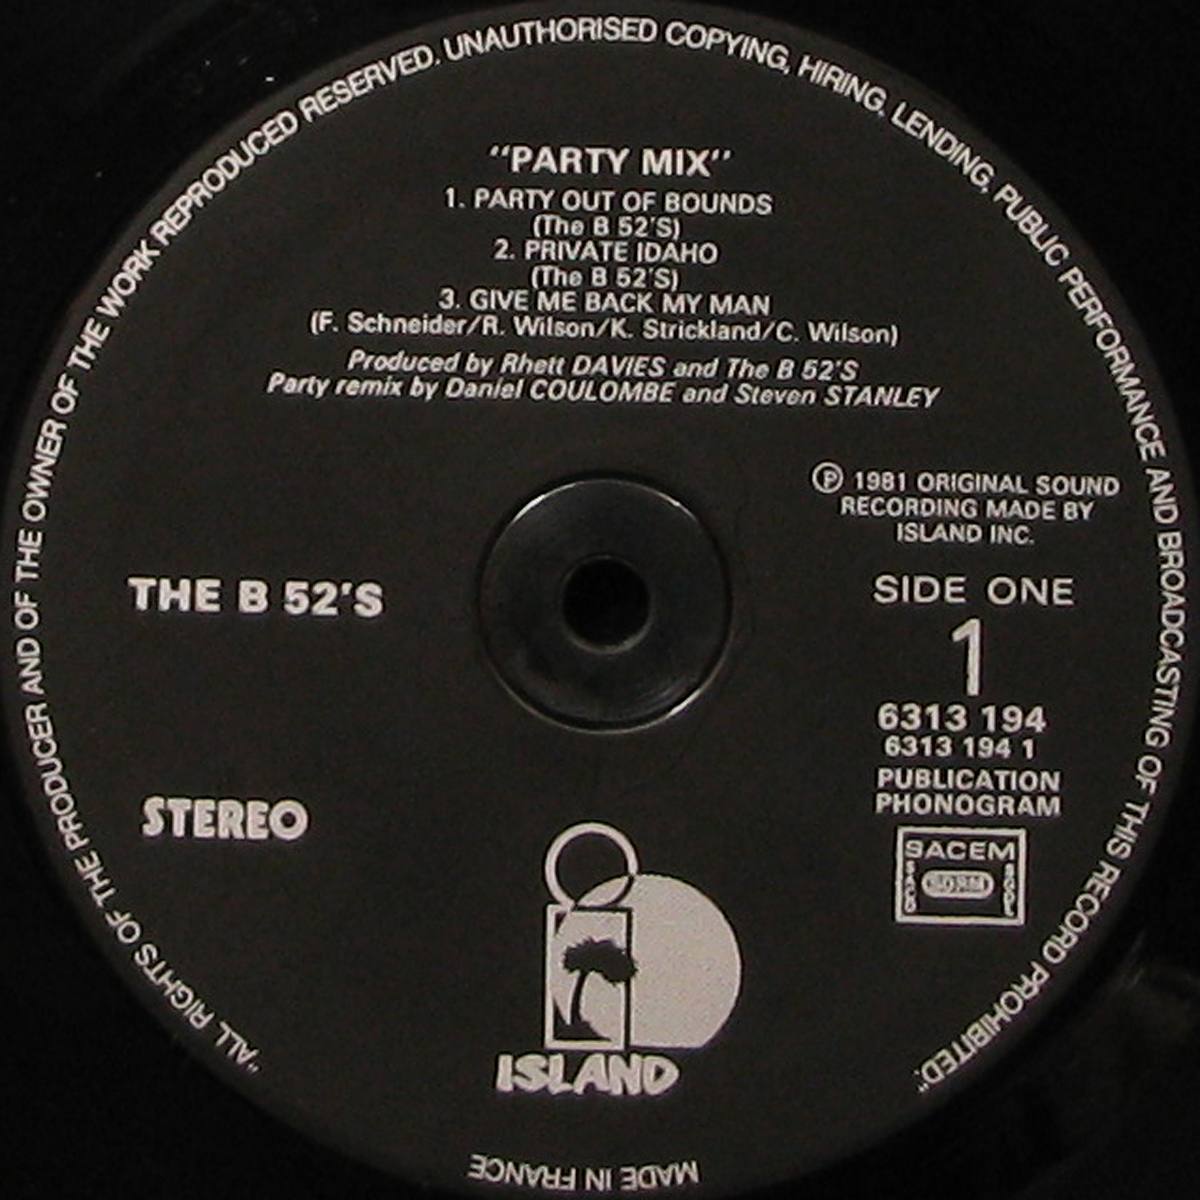 "ALL RIGHTS OF THE PRODUCER AND OF THE OWNER OF THE WORK REPRODUCED RESERVED. UNAUTHORISED COPYING, HIRING, LENDING, PUBLIC PERFORMANCE AND BROADCASTING OF THIS RECORD PROHIBITED."
"PARTY MIX"
1. PARTY OUT OF BOUNDS
(The B 52'S)
2. PRIVATE IDAHO
(The B 52'S)
3. GIVE ME BACK MY MAN
(F. Schneider/R. Wilson/K. Strickland/C. Wilson)
Produced by Rhett DAVIES and The B 52'S
Party remix by Daniel COULOMBE and Steven STANLEY
℗ 1981 ORIGINAL SOUND
RECORDING MADE BY
ISLAND INC.
THE B 52'S
SIDE ONE
1
6313 194
6313 194 1
PUBLICATION
PHONOGRAM
STEREO
SACEM
ISLAND
MADE IN FRANCE